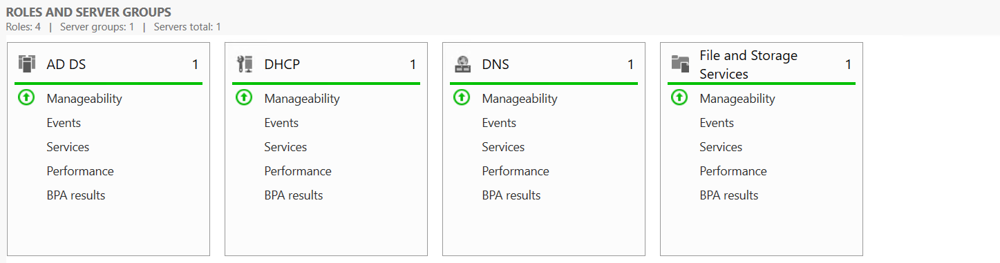 ROLES AND SERVER GROUPS
Roles: 4 | Server groups: 1 | Servers total: 1
AD DS 1
Manageability
Events
Services
Performance
BPA results
DHCP 1
Manageability
Events
Services
Performance
BPA results
DNS 1
Manageability
Events
Services
Performance
BPA results
File and Storage
Services 1
Manageability
Events
Services
Performance
BPA results